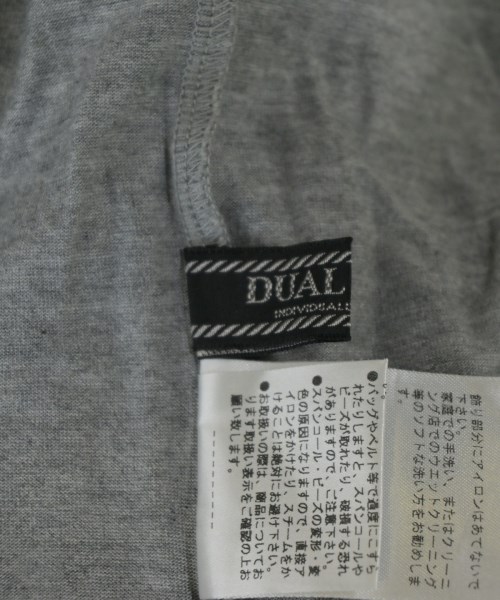 DUAL
INDIVIDUAL
飾り部分にアイロンはあてないで
下さい。
家庭での手洗い、またはクリーニ
ング店でのウェットクリーニング
等のソフトな洗い方をお勧めしま
す。
●バッグやベルト等で過度にこすら
れたりしますと、スパンコールや
ビーズが取れたり、破損する恐れ
がありますので、ご注意下さい。
●スパンコール・ビーズの変形・変
色の原因になりますので、直接ア
イロンをかけたり、スチームをか
けることは絶対にお避け下さい。
●お取扱いの際は、商品についてお
ります取扱い表示をご確認の上お
願い致します。